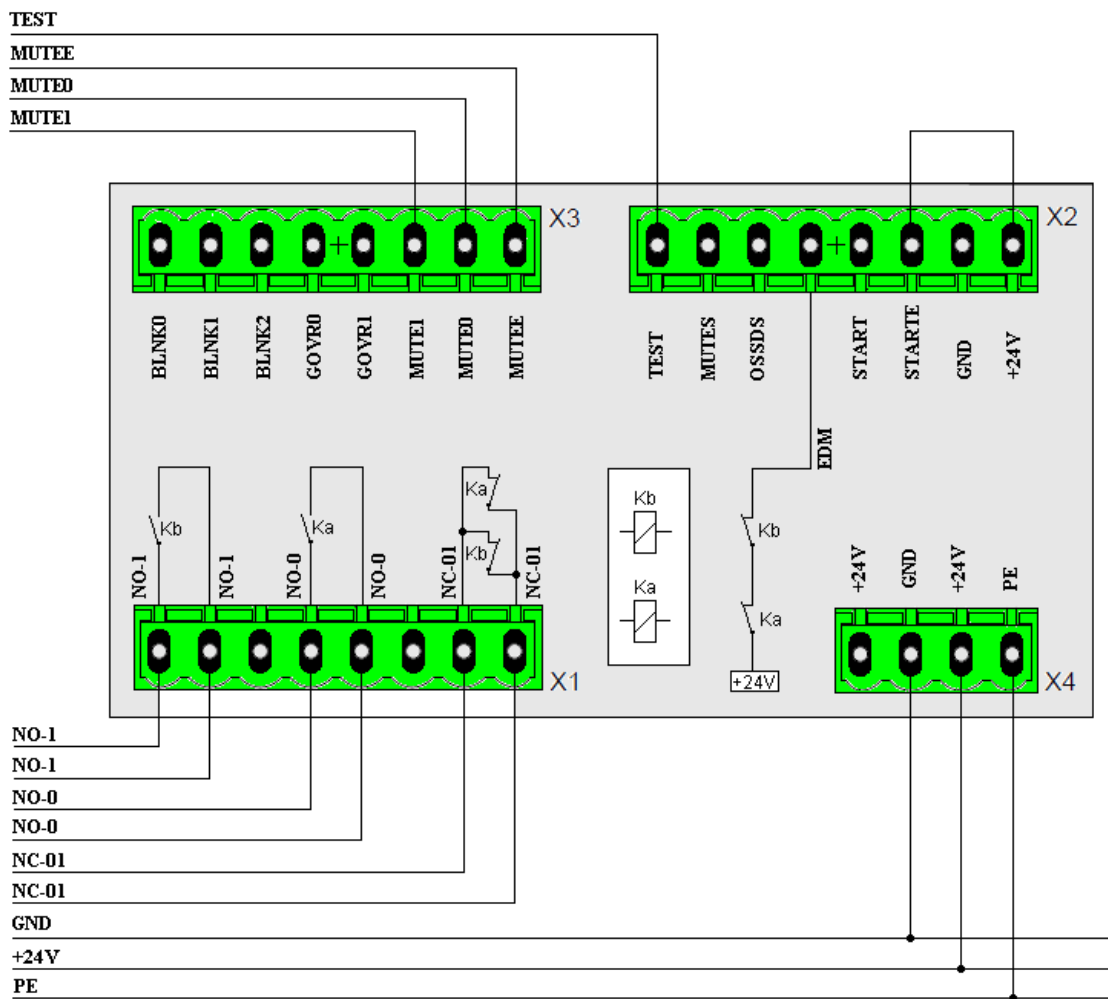 TEST
MUTEE
MUTE0
MUTE1
X3
X2
BLNK0
BLNK1
BLNK2
GOVR0
GOVR1
MUTE1
MUTE0
MUTEE
TEST
MUTES
OSSDS
START
STARTE
GND
+24V
EDM
NO-1
Kb
NO-1
NO-0
Ka
NO-0
NC-01
Ka
Kb
NC-01
Kb
Ka
Kb
Ka
+24V
+24V
GND
+24V
PE
X1
X4
NO-1
NO-1
NO-0
NO-0
NC-01
NC-01
GND
+24V
PE